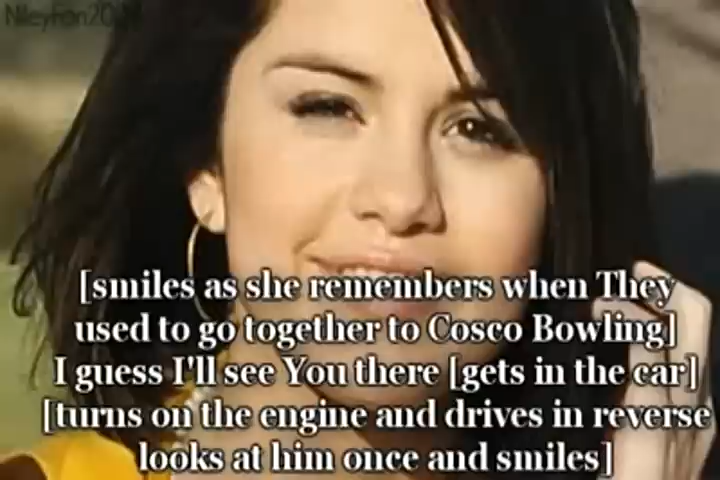 [smiles as she remembers when They
used to go together to Cosco Bowling]
I guess I'll see You there [gets in the car]
[turns on the engine and drives in reverse
looks at him once and smiles]